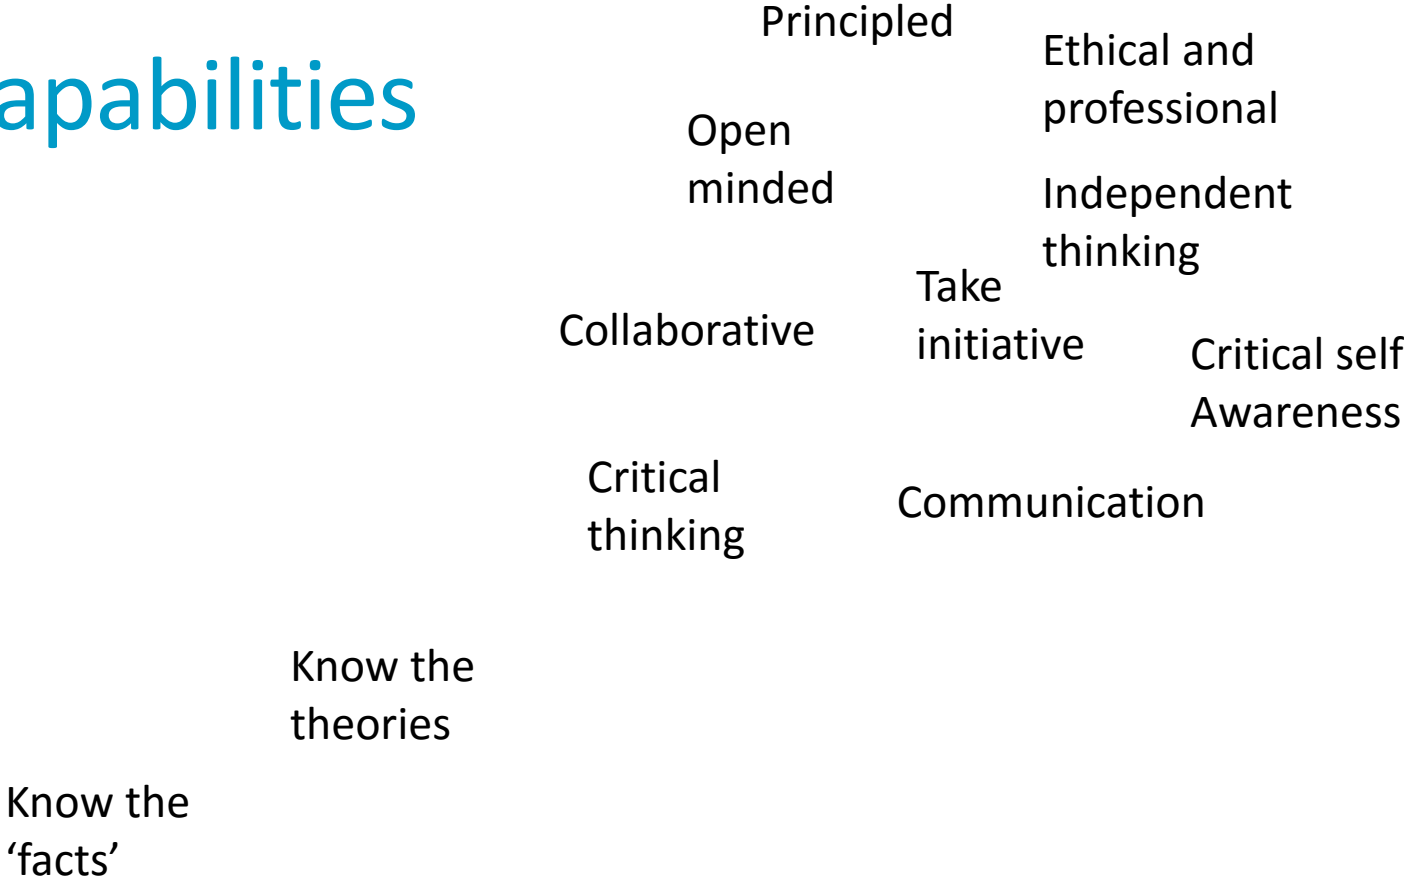 apabilities
Principled
Ethical and
professional
Open
minded
Independent
thinking
Take
initiative
Collaborative
Critical self
Awareness
Critical
thinking
Communication
Know the
theories
Know the
‘facts’